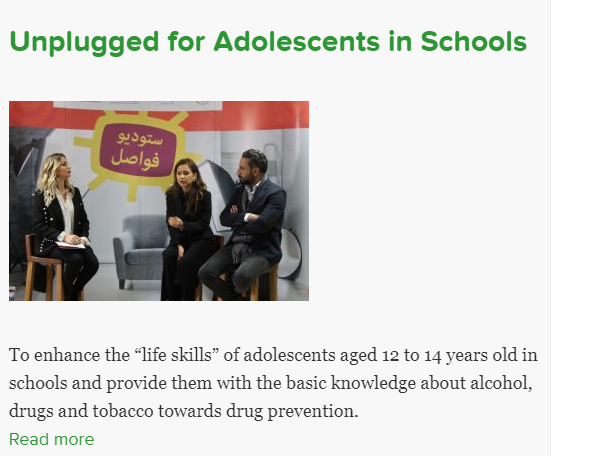 Unplugged for Adolescents in Schools
ستوديو
فواصل
To enhance the “life skills” of adolescents aged 12 to 14 years old in
schools and provide them with the basic knowledge about alcohol,
drugs and tobacco towards drug prevention.
Read more